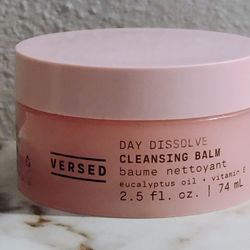 VERSED
DAY DISSOLVE
CLEANSING BALM
baume nettoyant
eucalyptus oil + vitamin E
2.5 fl. oz. | 74 mL